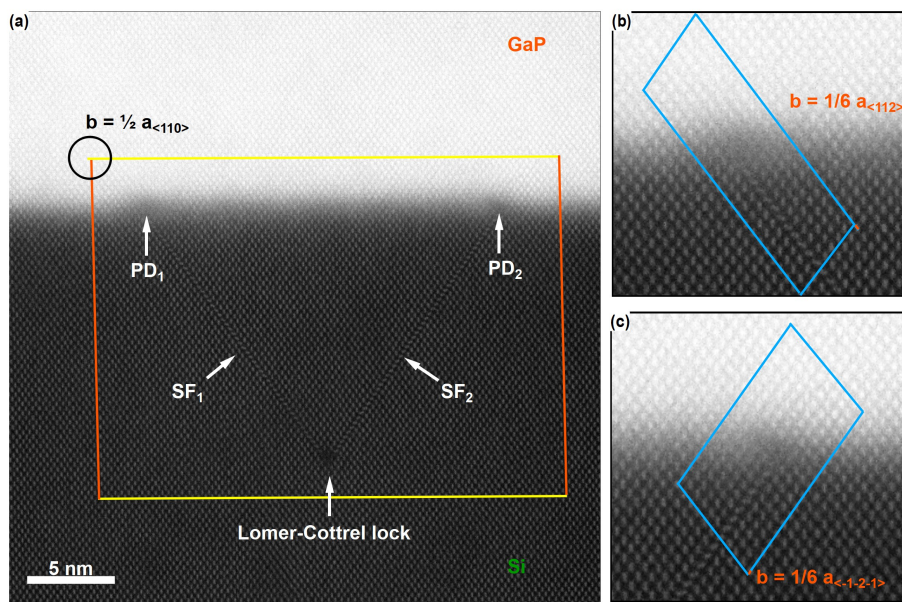 (a)
GaP
b = ½ a<110>
PD1
PD2
SF1
SF2
Lomer-Cottrel lock
5 nm
Si
(b)
b = 1/6 a<112>
(c)
b = 1/6 a<-1-2-1>